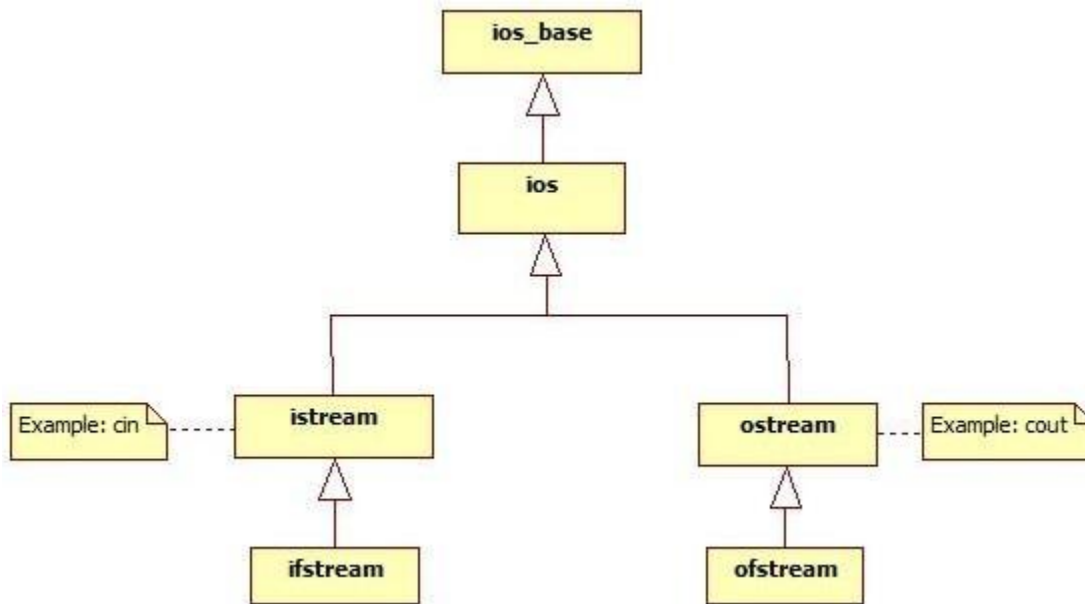 ios_base
ios
Example: cin
istream
ostream
Example: cout
ifstream
ofstream